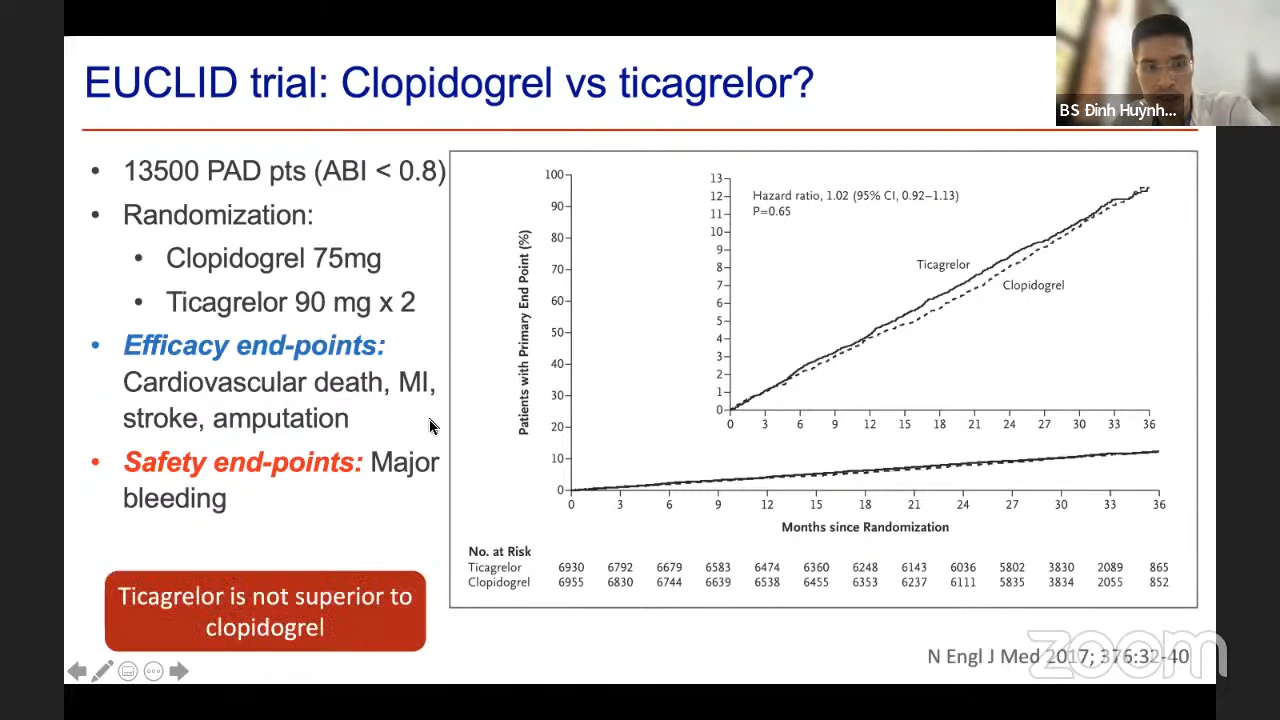 BS Đinh Huỳnh...
EUCLID trial: Clopidogrel vs ticagrelor?
• 13500 PAD pts (ABI < 0.8)
• Randomization:
• Clopidogrel 75mg
• Ticagrelor 90 mg x 2
• Efficacy end-points:
Cardiovascular death, MI,
stroke, amputation
• Safety end-points: Major
bleeding
Ticagrelor is not superior to
clopidogrel
Patients with Primary End Point (%)
100
90
80
70
60
50
40
30
20
10
0
13
12
11
10
9
8
7
6
5
4
3
2
1
0
Hazard ratio, 1.02 (95% CI, 0.92–1.13)
P=0.65
Ticagrelor
Clopidogrel
0 3 6 9 12 15 18 21 24 27 30 33 36
0 3 6 9 12 15 18 21 24 27 30 33 36
Months since Randomization
No. at Risk
Ticagrelor 6930 6792 6679 6583 6474 6360 6248 6143 6036 5802 3830 2089 865
Clopidogrel 6955 6830 6744 6639 6538 6455 6353 6237 6111 5835 3834 2055 852
N Engl J Med 2017; 376:32-40
zoom